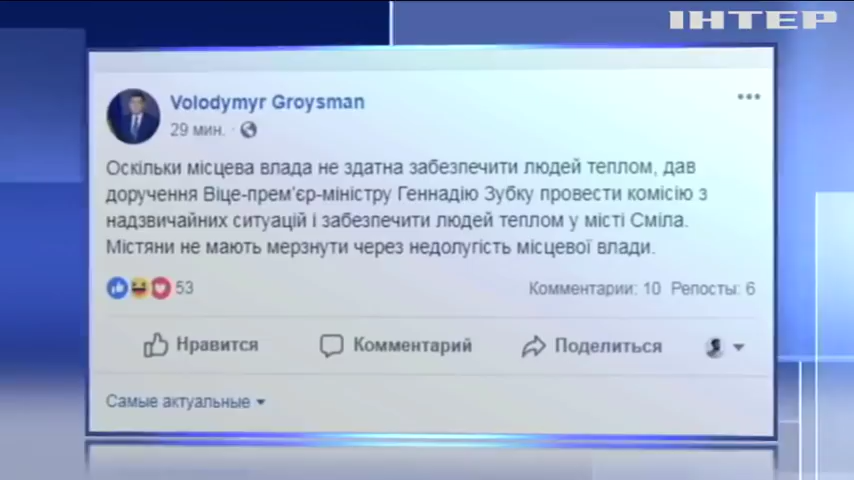 ІНТЕР
Volodymyr Groysman
29 мин. ·
Оскільки місцева влада не здатна забезпечити людей теплом, дав
доручення Віце-прем'єр-міністру Геннадію Зубку провести комісію з
надзвичайних ситуацій і забезпечити людей теплом у місті Сміла.
Містяни не мають мерзнути через недолугість місцевої влади.
53 Комментарии: 10 Репосты: 6
Нравится Комментарий Поделиться
Самые актуальные